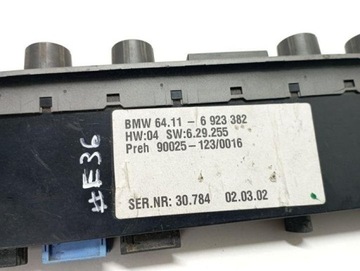 BMW 64.11 - 6 923 382
HW:04 SW:6.29.255
Preh 90025-123/0016
SER.NR: 30.784 02.03.02
#E36